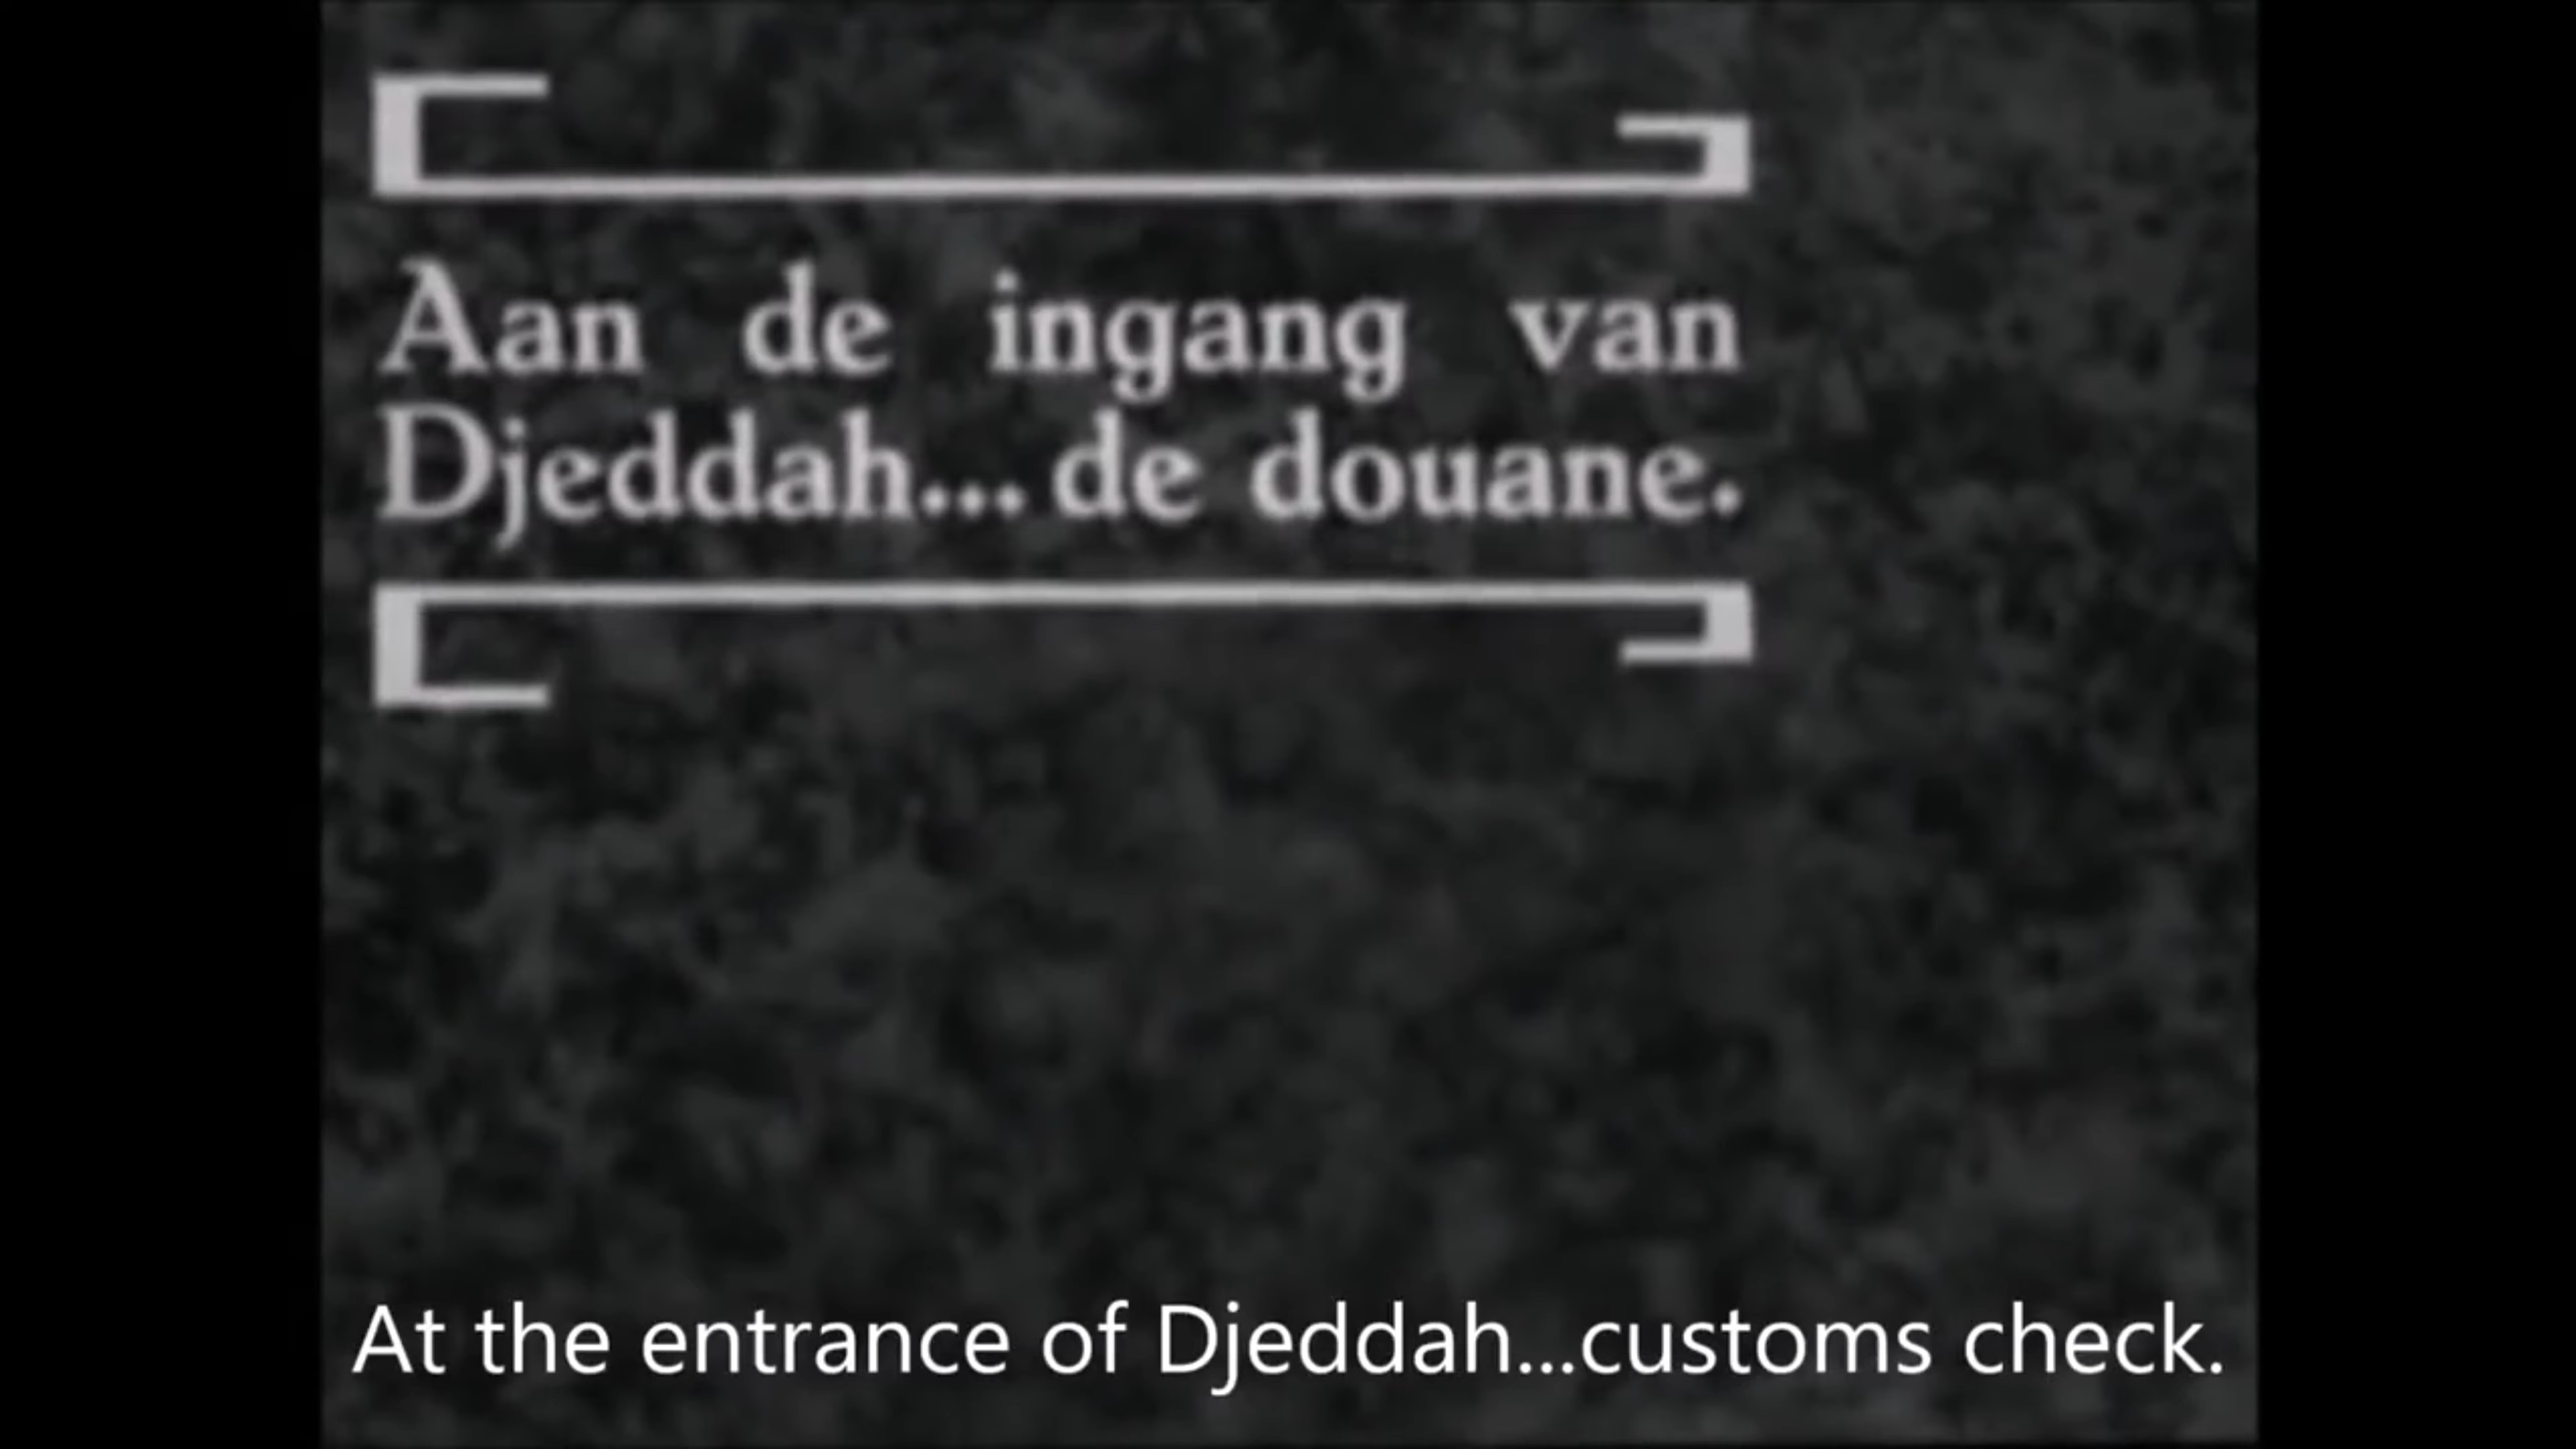 Aan de ingang van
Djeddah... de douane.
At the entrance of Djeddah...customs check.